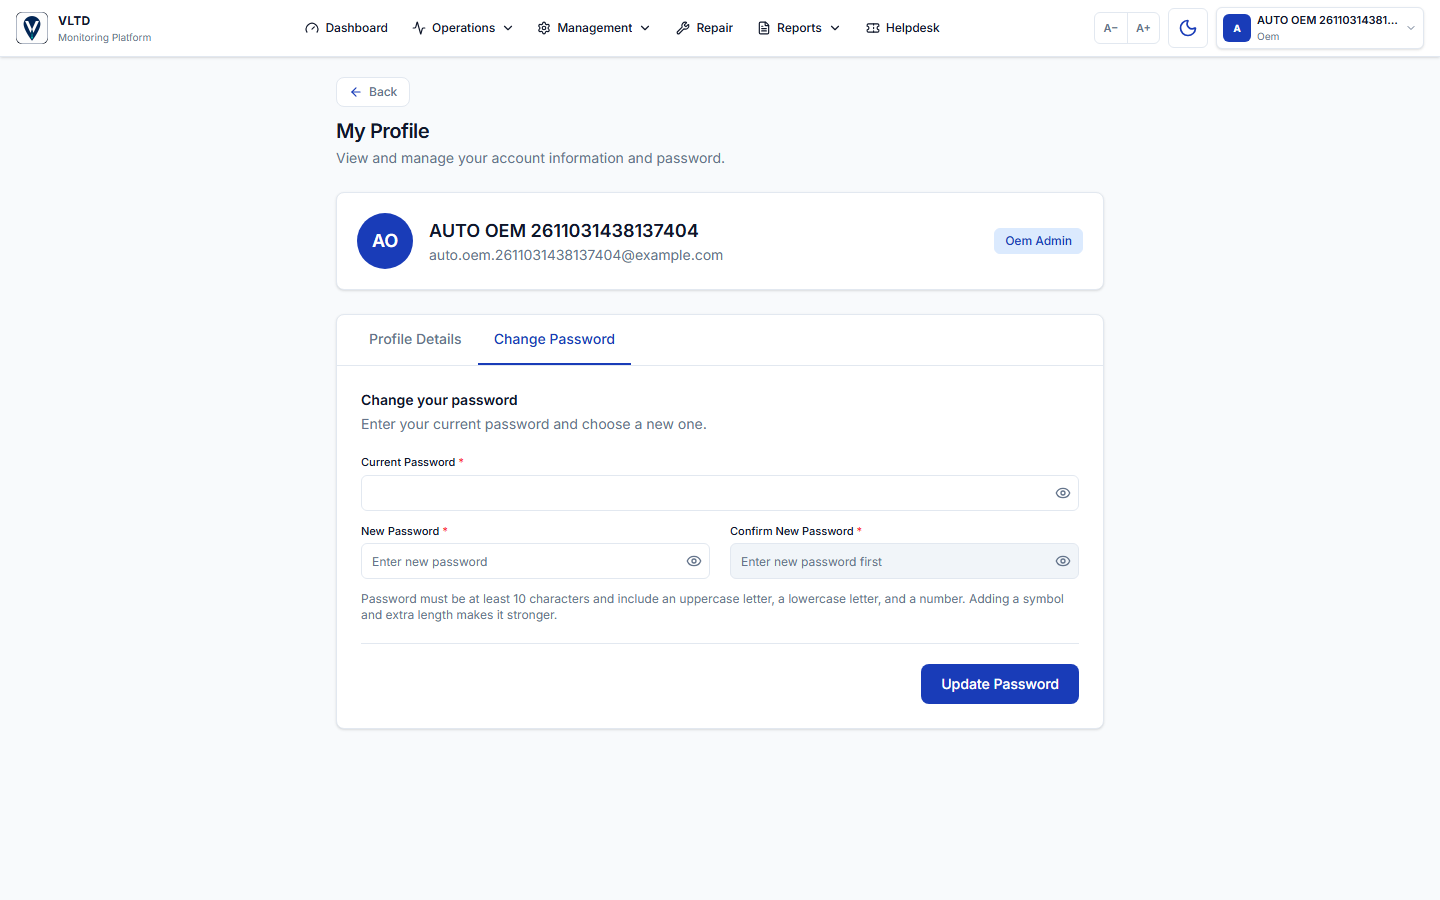 VLTD
Monitoring Platform
Dashboard
Operations
Management
Repair
Reports
Helpdesk
A−
A+
A
AUTO OEM 26110314381...
Oem
Back
My Profile
View and manage your account information and password.
AO
AUTO OEM 2611031438137404
auto.oem.2611031438137404@example.com
Oem Admin
Profile Details
Change Password
Change your password
Enter your current password and choose a new one.
Current Password *
New Password *
Confirm New Password *
Enter new password
Enter new password first
Password must be at least 10 characters and include an uppercase letter, a lowercase letter, and a number. Adding a symbol
and extra length makes it stronger.
Update Password